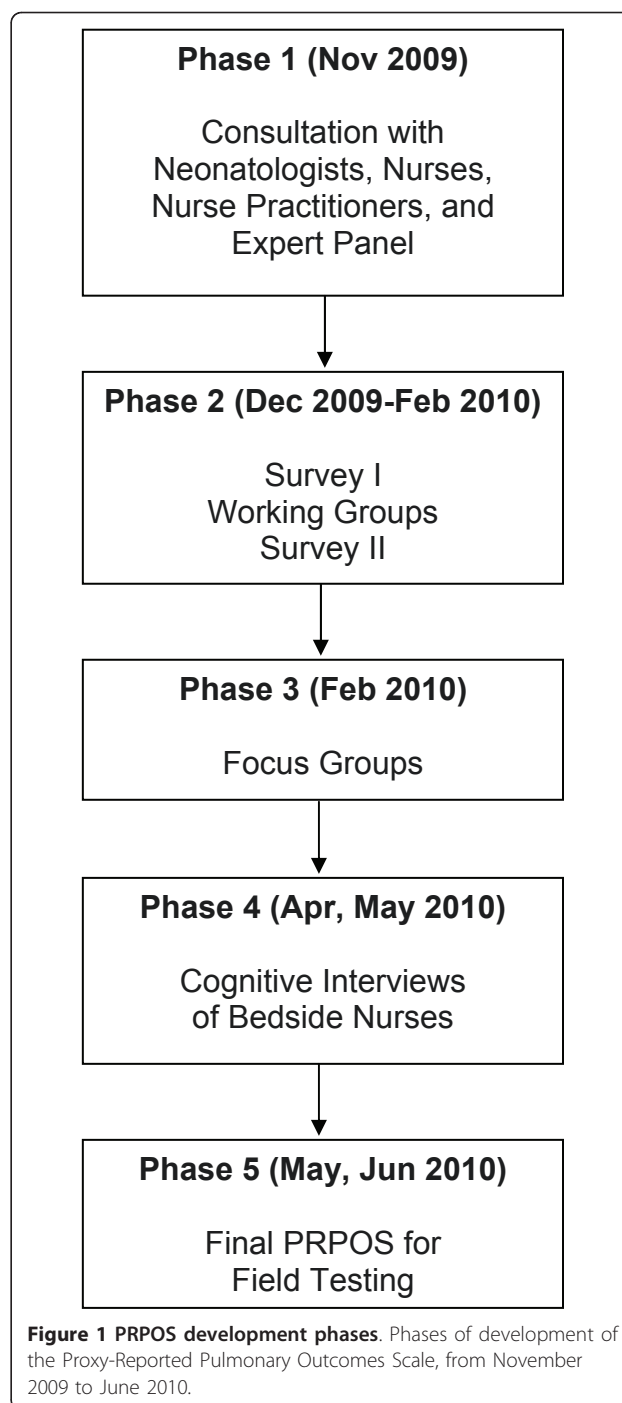 Phase 1 (Nov 2009)
Consultation with
Neonatologists, Nurses,
Nurse Practitioners, and
Expert Panel
Phase 2 (Dec 2009-Feb 2010)
Survey I
Working Groups
Survey II
Phase 3 (Feb 2010)
Focus Groups
Phase 4 (Apr, May 2010)
Cognitive Interviews
of Bedside Nurses
Phase 5 (May, Jun 2010)
Final PRPOS for
Field Testing
Figure 1 PRPOS development phases. Phases of development of
the Proxy-Reported Pulmonary Outcomes Scale, from November
2009 to June 2010.